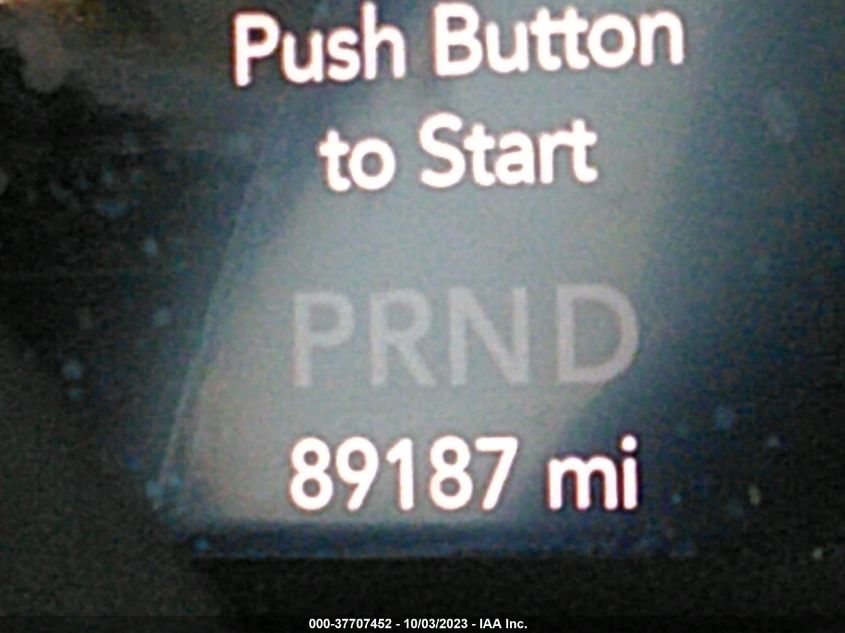 Push Button
to Start
PRND
89187 mi
000-37707452 - 10/03/2023 - IAA Inc.